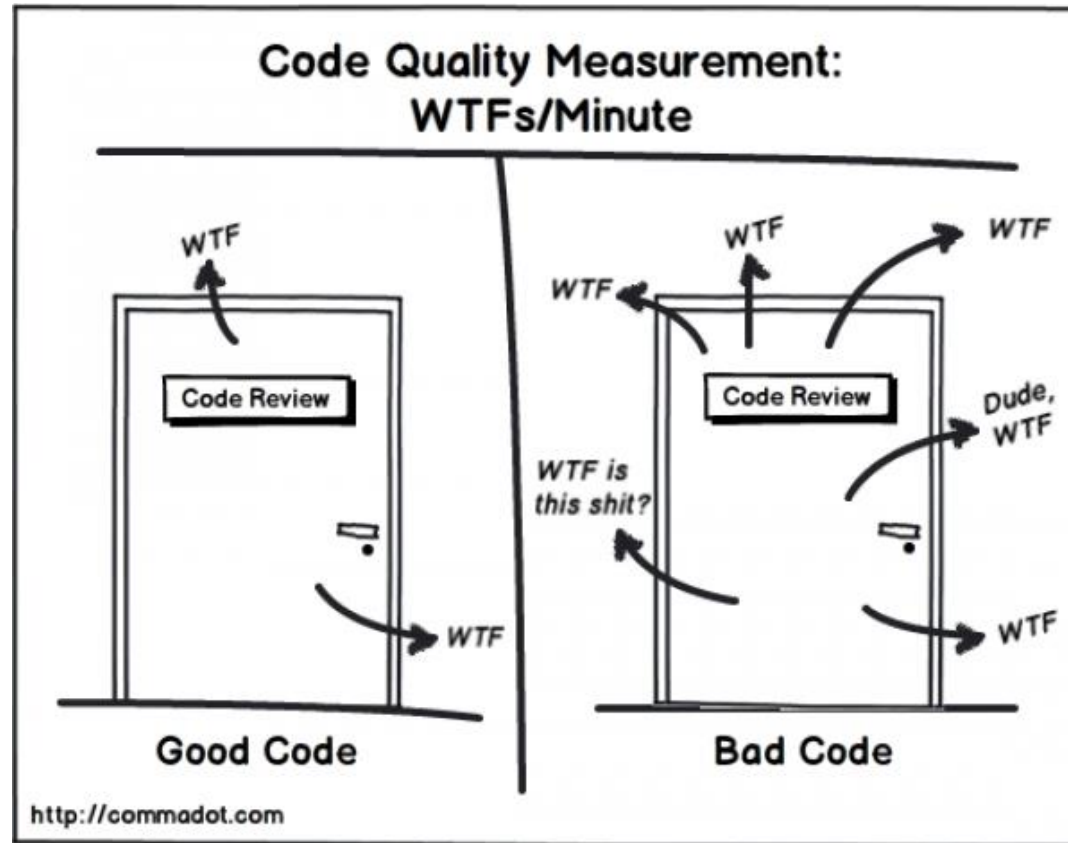 Code Quality Measurement:
WTFs/Minute
WTF
Code Review
WTF
Good Code
WTF
WTF
WTF
Code Review
Dude,
WTF
WTF is
this shit?
WTF
Bad Code
http://commadot.com